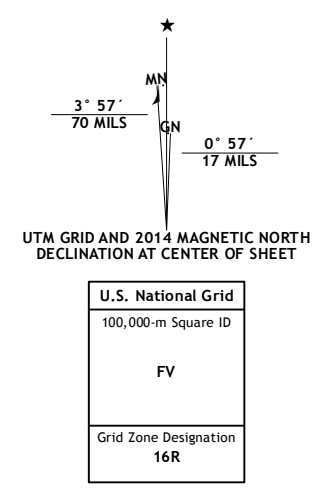 ★
MN
3° 57´
70 MILS
GN
0° 57´
17 MILS
UTM GRID AND 2014 MAGNETIC NORTH
DECLINATION AT CENTER OF SHEET
U.S. National Grid
100,000-m Square ID
FV
Grid Zone Designation
16R